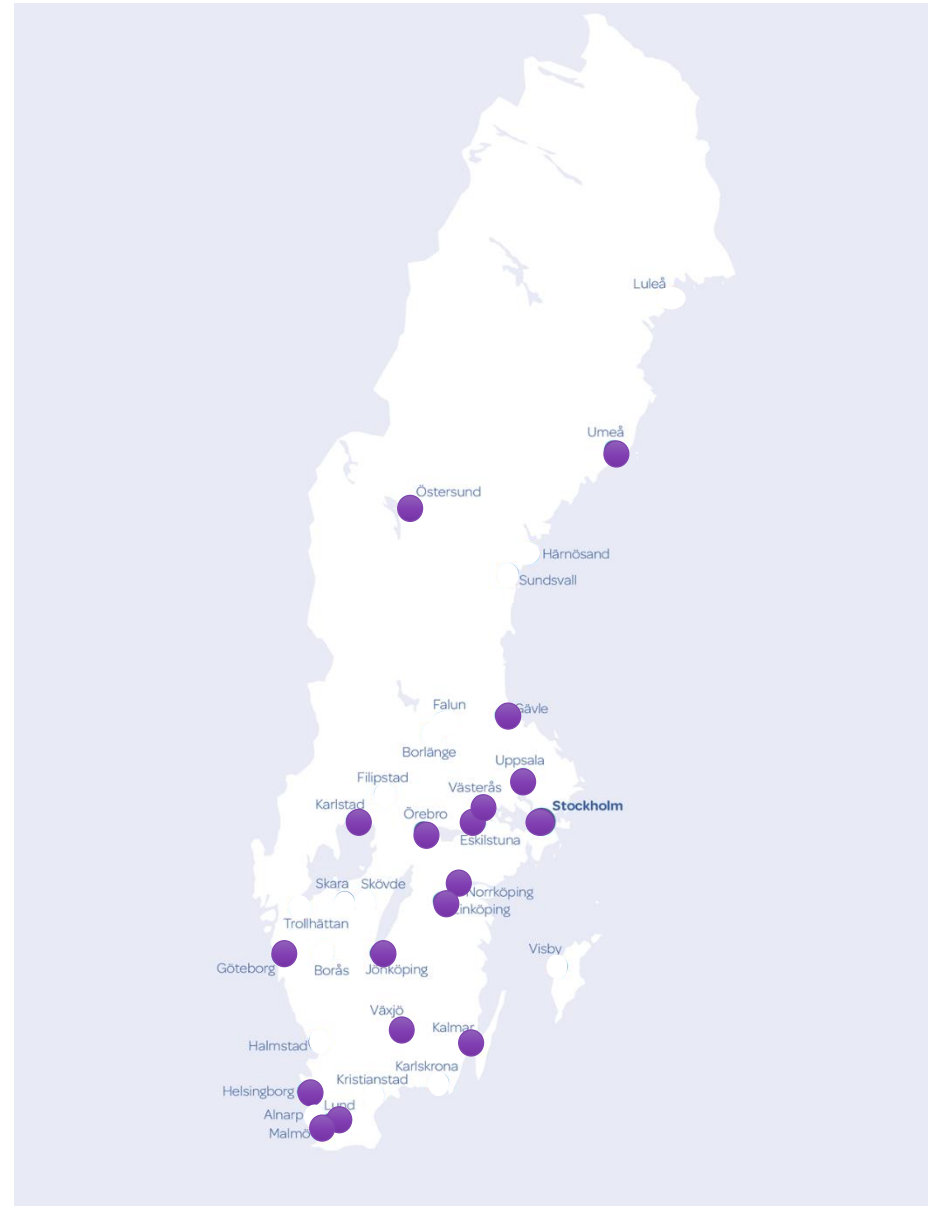 Luleå
Umeå
Östersund
Härnösand
Sundsvall
Falun
Gävle
Borlänge
Uppsala
Filipstad
Västerås
Karlstad
Stockholm
Örebro
Eskilstuna
Skara
Skövde
Norrköping
Linköping
Trollhättan
Visby
Göteborg
Borås
Jönköping
Växjö
Kalmar
Halmstad
Karlskrona
Kristianstad
Helsingborg
Lund
Alnarp
Malmö